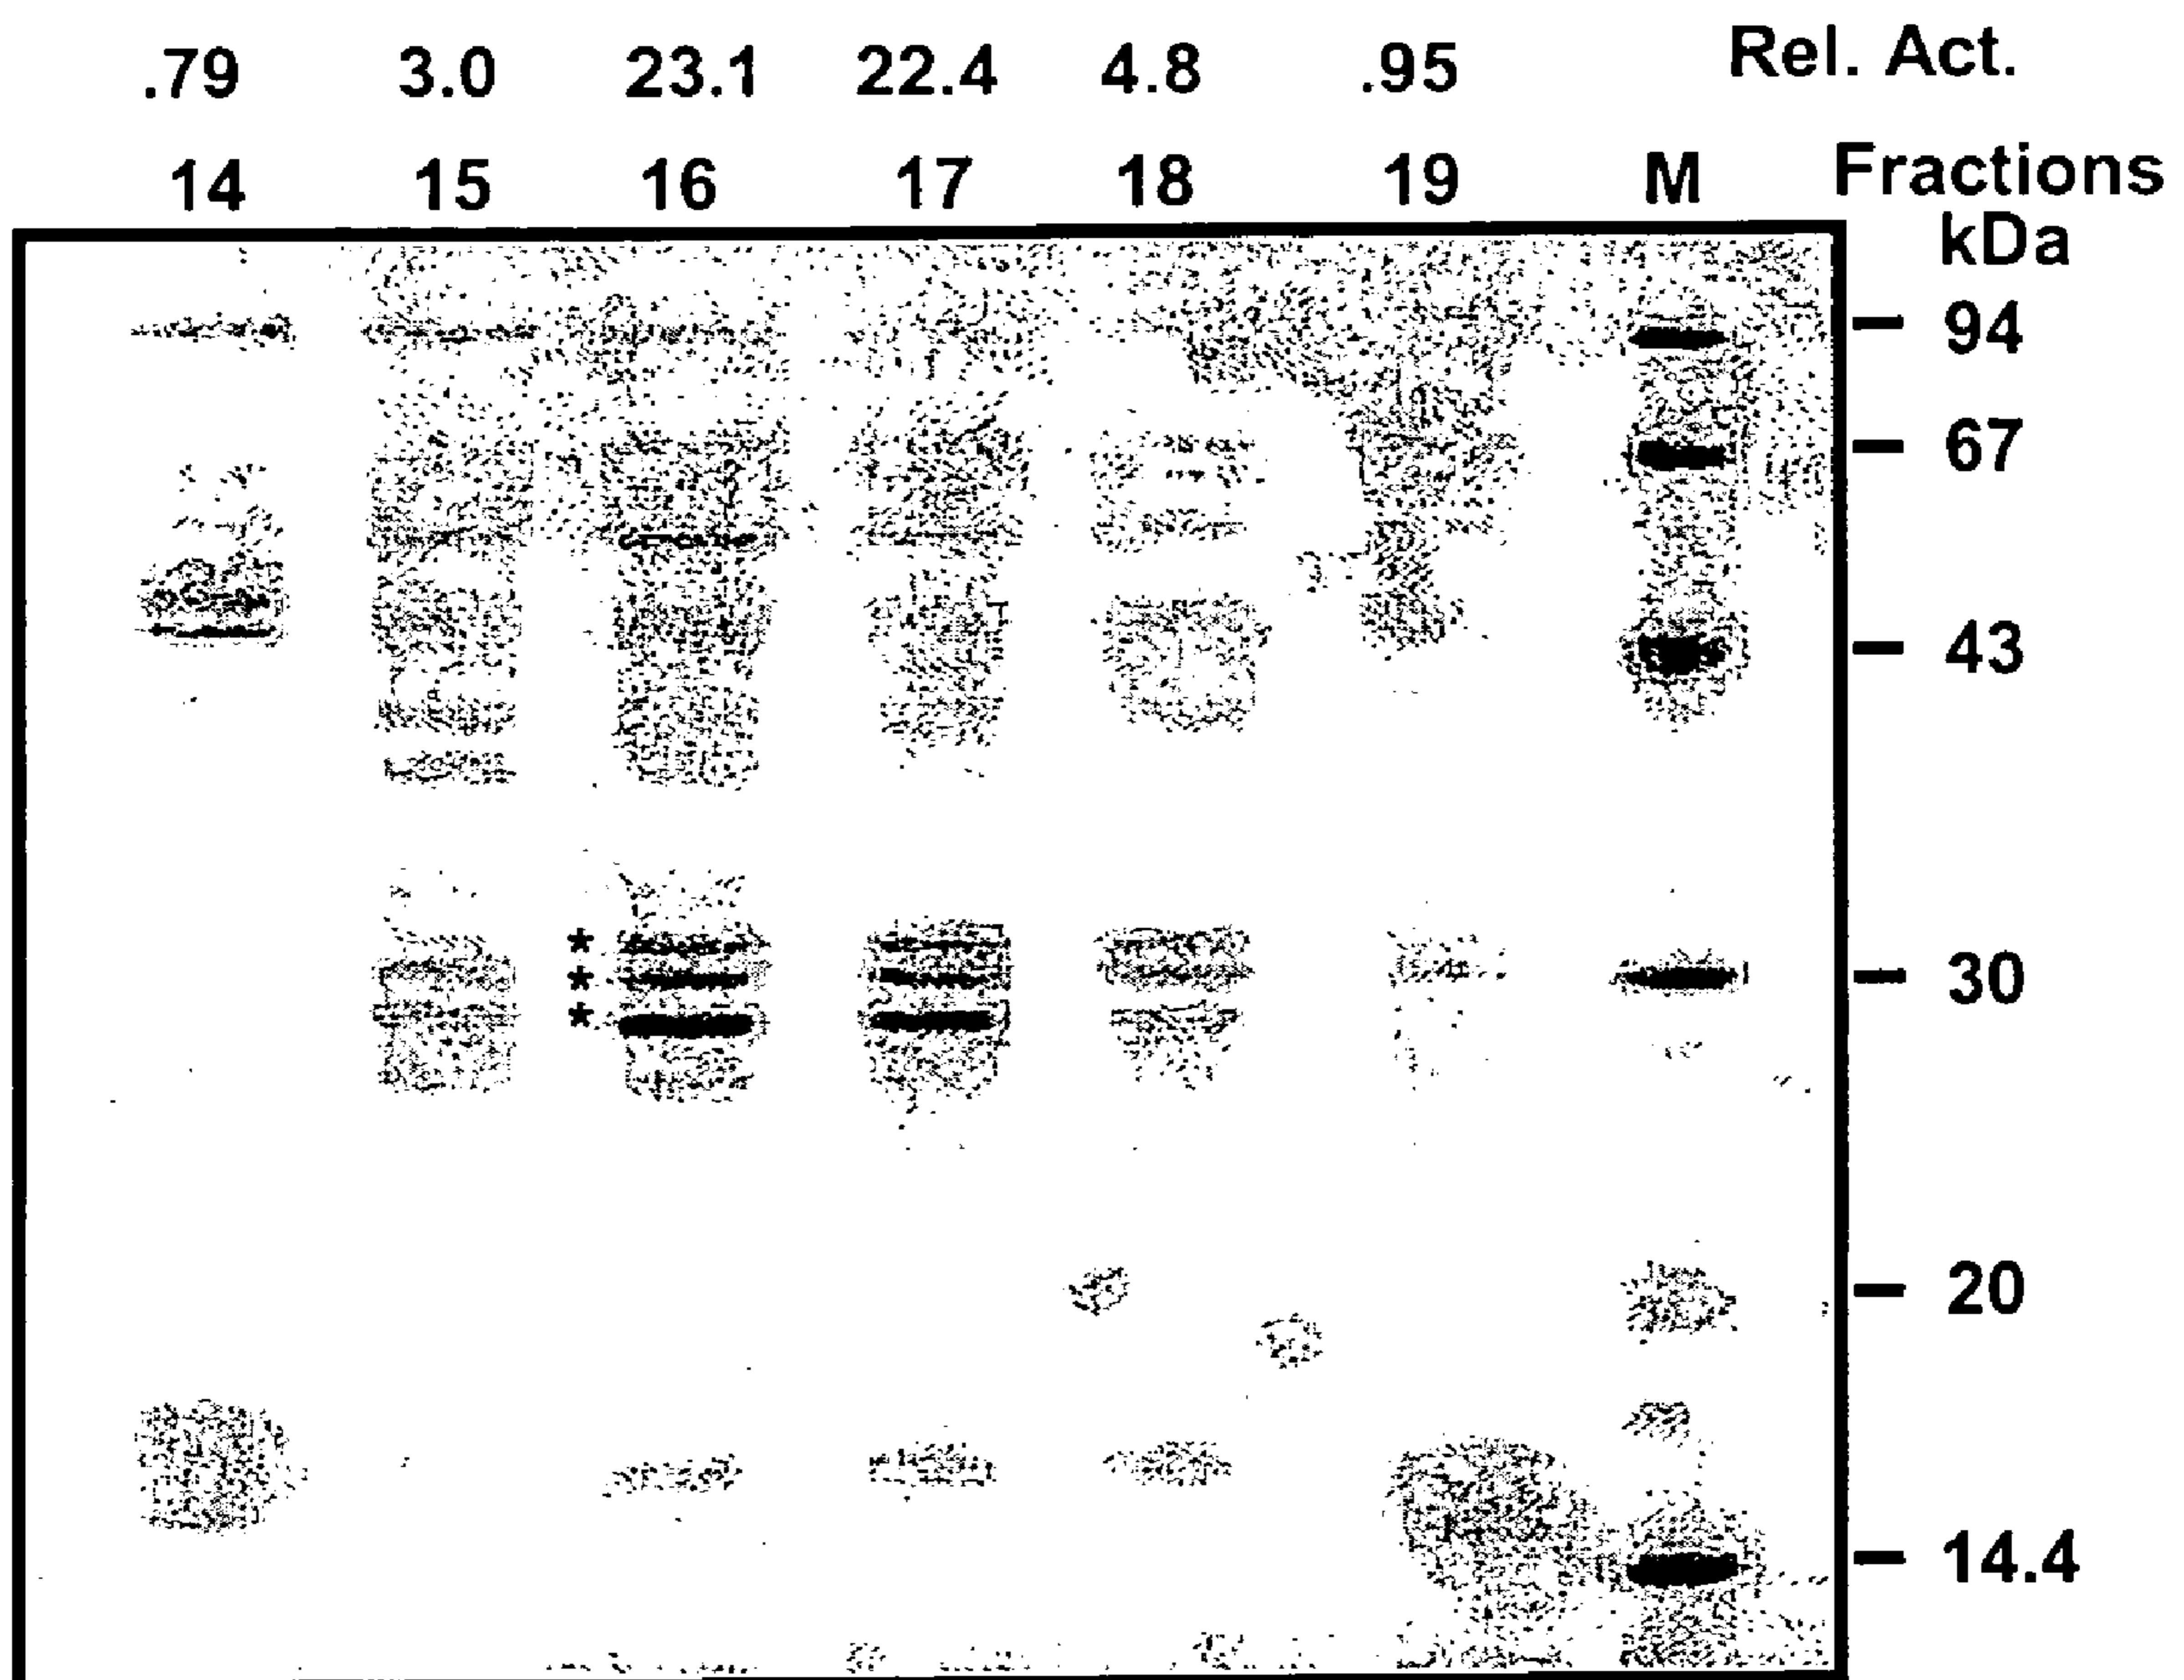 .79 3.0 23.1 22.4 4.8 .95 Rel. Act.
14 15 16 17 18 19 M Fractions
kDa
94
67
43
*
* 30
*
20
14.4